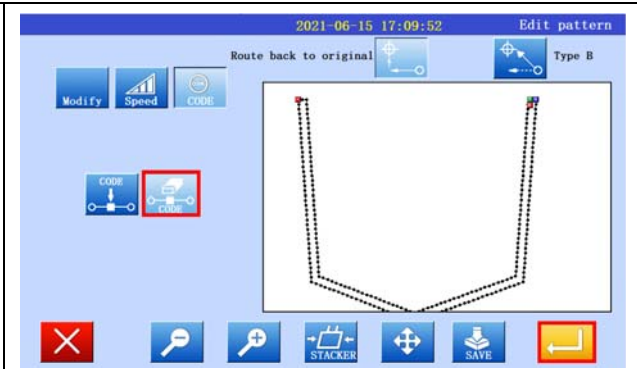 2021-06-15 17:09:52 Edit pattern
Route back to original Type B
Modify Speed CODE
CODE CODE
STACKER SAVE